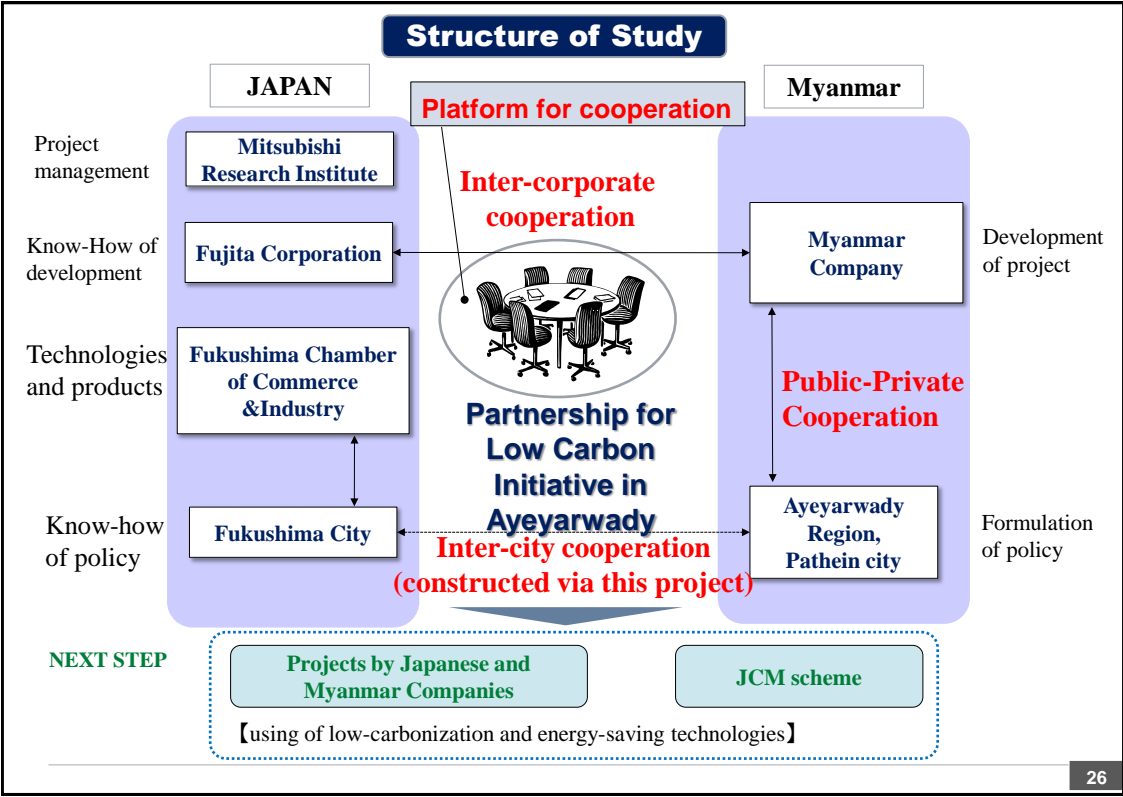 Structure of Study
JAPAN
Platform for cooperation
Myanmar
Project
management
Mitsubishi
Research Institute
Inter-corporate
cooperation
Know-How of
development
Fujita Corporation
Myanmar
Company
Development
of project
Technologies
and products
Fukushima Chamber
of Commerce
&Industry
Public-Private
Cooperation
Partnership for
Low Carbon
Initiative in
Ayeyarwady
Know-how
of policy
Fukushima City
Inter-city cooperation
(constructed via this project)
Ayeyarwady
Region,
Pathein city
Formulation
of policy
NEXT STEP
Projects by Japanese and
Myanmar Companies
JCM scheme
【using of low-carbonization and energy-saving technologies】
26